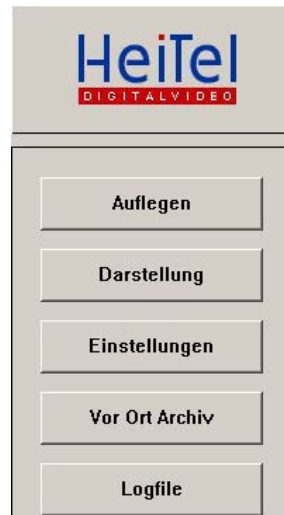 HeiTel
DIGITALVIDEO
Auflegen
Darstellung
Einstellungen
Vor Ort Archiv
Logfile